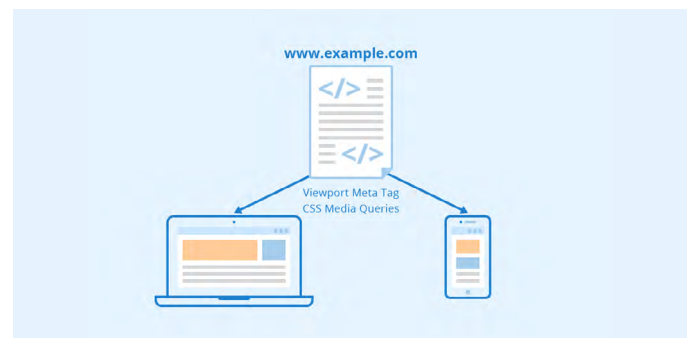 www.example.com
</>
</>
Viewport Meta Tag
CSS Media Queries